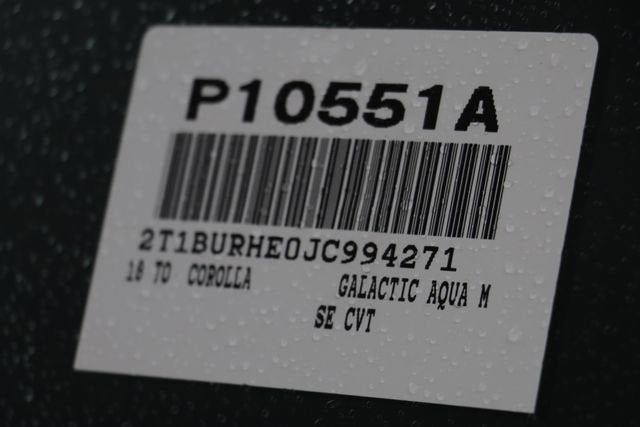 P10551A
2T1BURHE0JC994271
18 TO COROLLA GALACTIC AQUA M
SE CVT